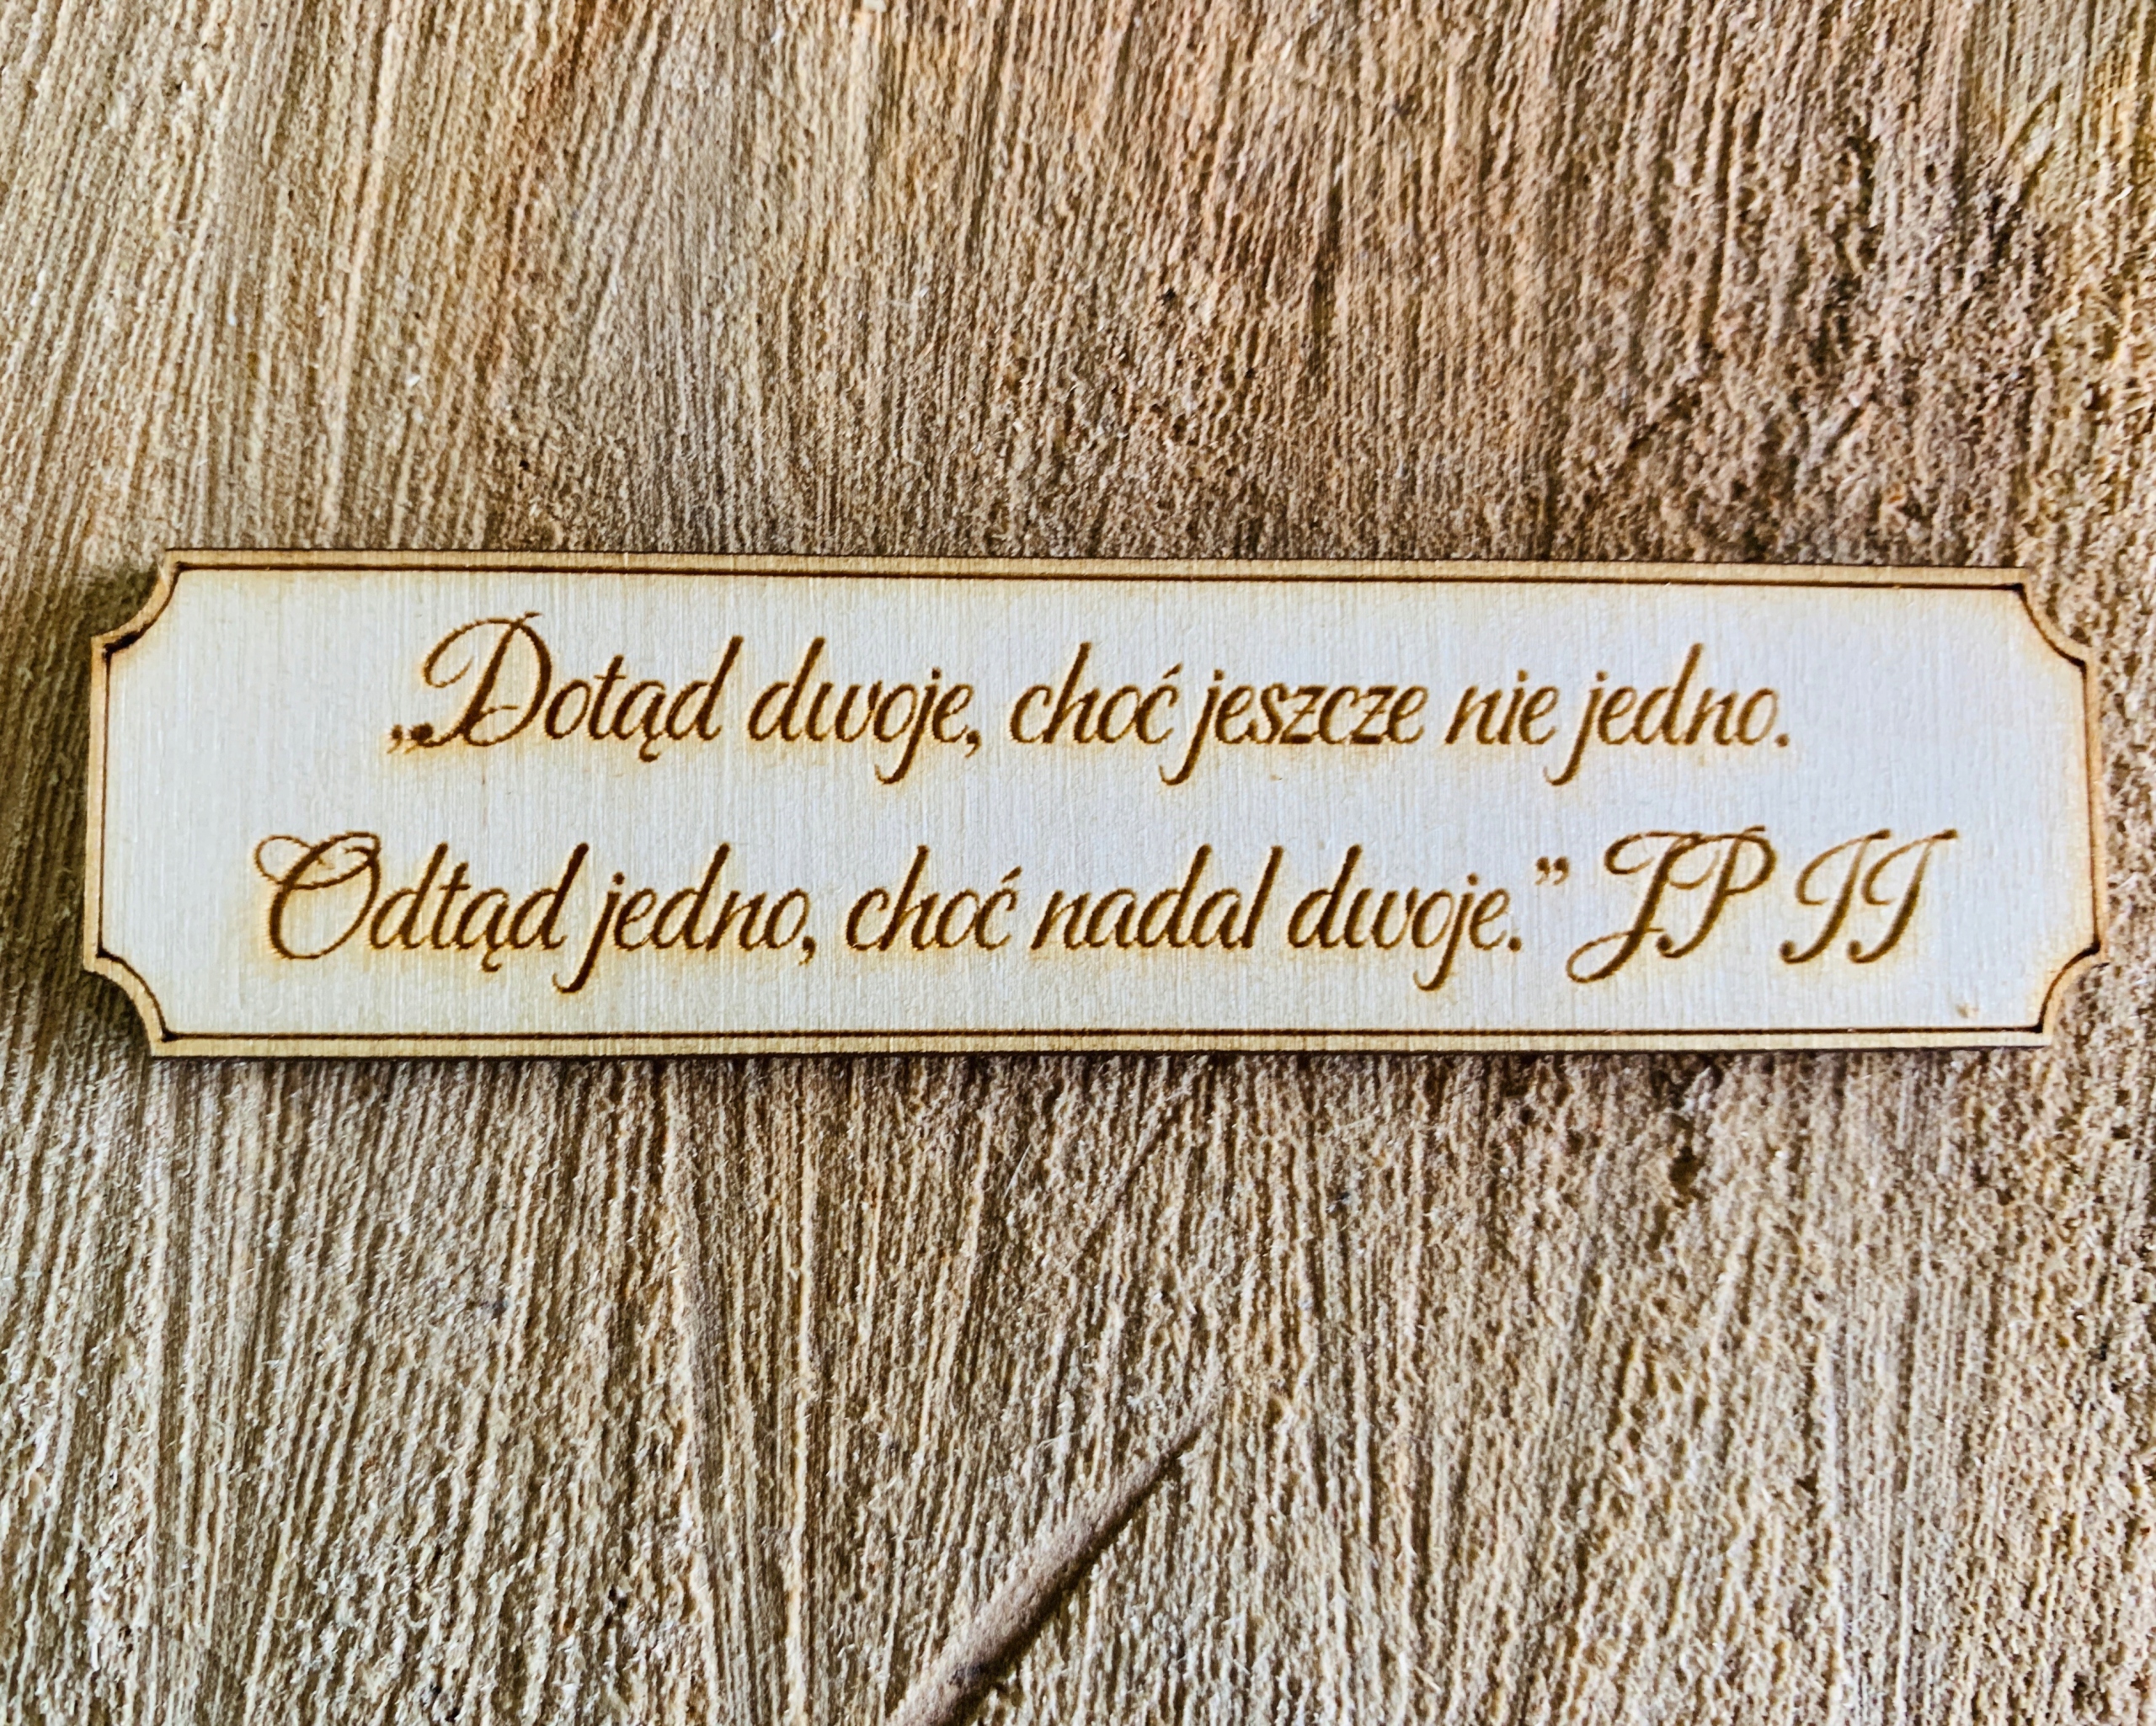 „Dotąd dwoje, choć jeszcze nie jedno.
Odtąd jedno, choć nadal dwoje.” JP II